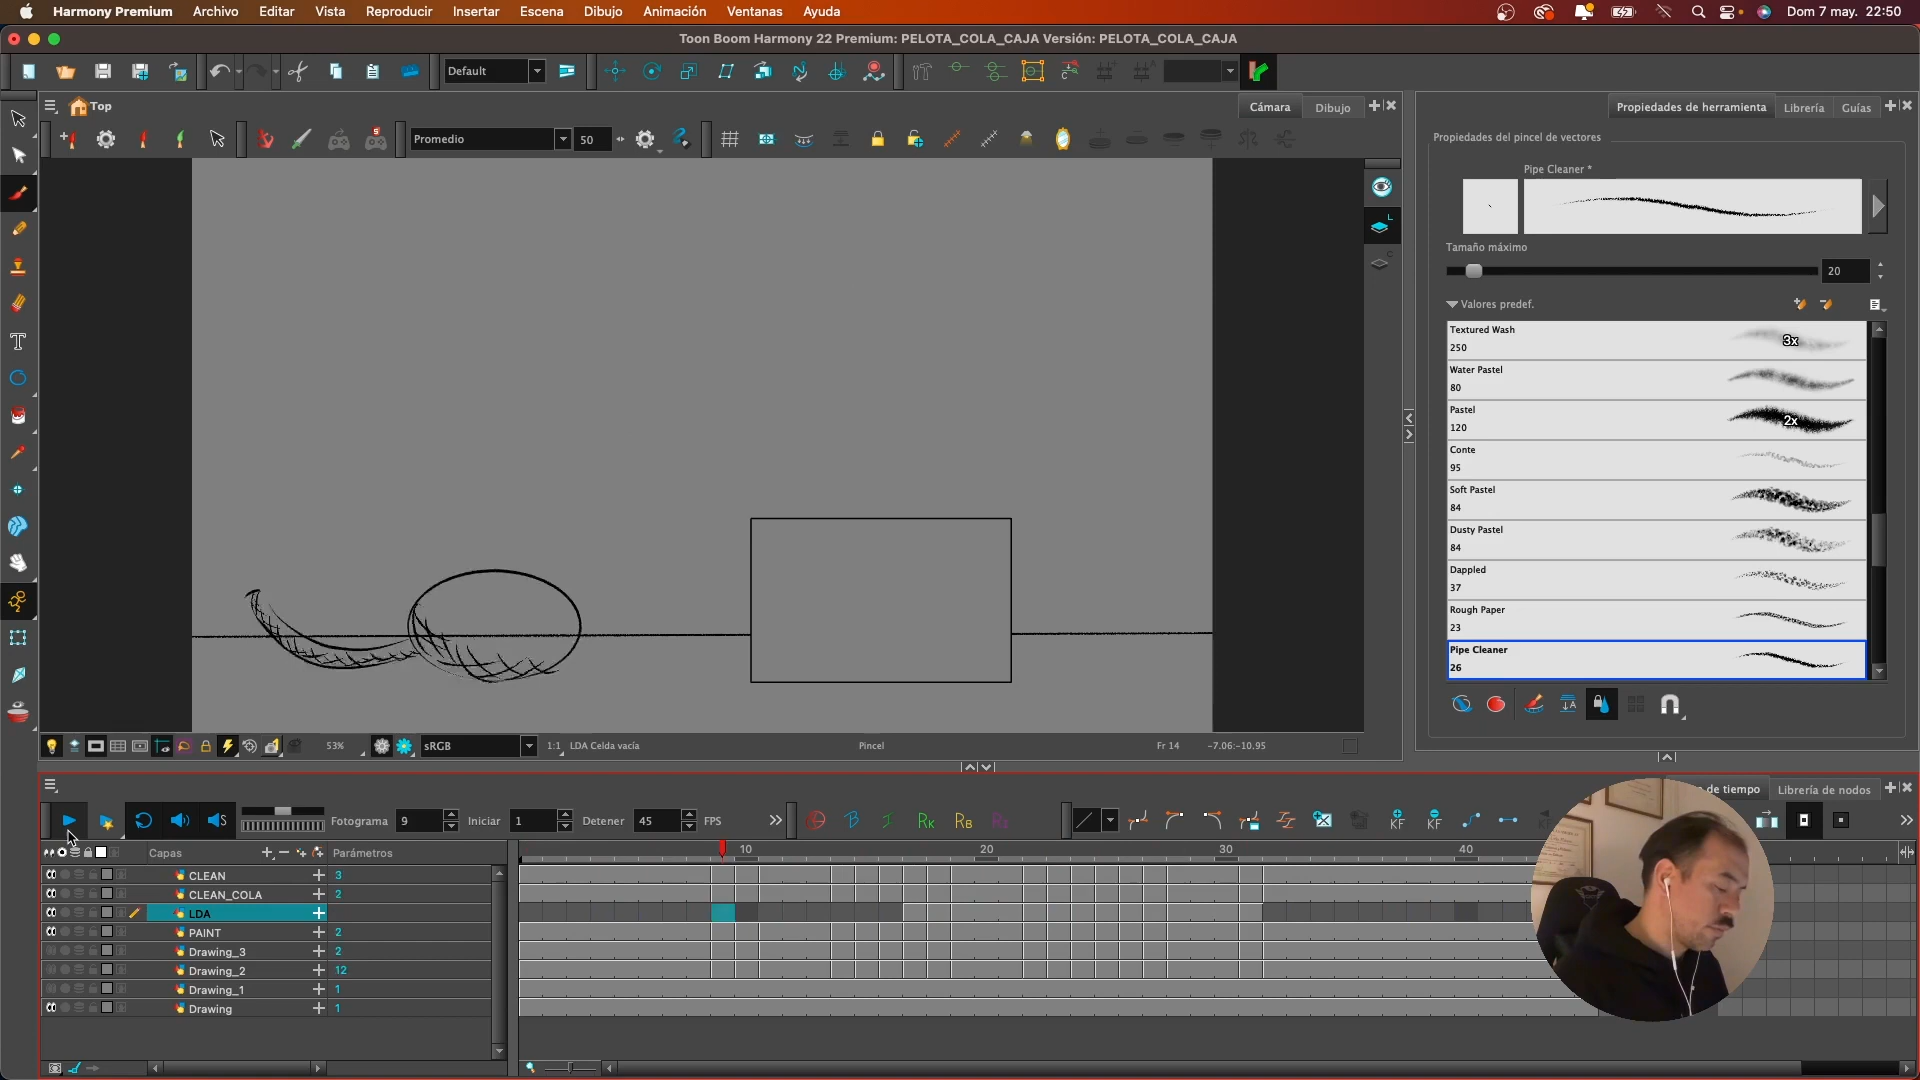 Harmony Premium Archivo Editar Vista Reproducir Insertar Escena Dibujo Animación Ventanas Ayuda Dom 7 may. 22:50
Toon Boom Harmony 22 Premium: PELOTA_COLA_CAJA Versión: PELOTA_COLA_CAJA
Default
Top Cámara Dibujo
Promedio 50
Propiedades de herramienta Librería Guías
Propiedades del pincel de vectores
Pipe Cleaner *
Tamaño máximo
20
Valores predef.
Textured Wash
250
3x
Water Pastel
80
Pastel
120
2x
Conte
95
Soft Pastel
84
Dusty Pastel
84
Dappled
37
Rough Paper
23
Pipe Cleaner
26
53% sRGB 1:1 LDA Celda vacía Pincel Fr 14 -7.06:-10.95
de tiempo Librería de nodos
Fotograma 9 Iniciar 1 Detener 45 FPS
Capas Parámetros 10 20 30 40
CLEAN 3
CLEAN_COLA 2
LDA
PAINT 2
Drawing_3 2
Drawing_2 12
Drawing_1 1
Drawing 1